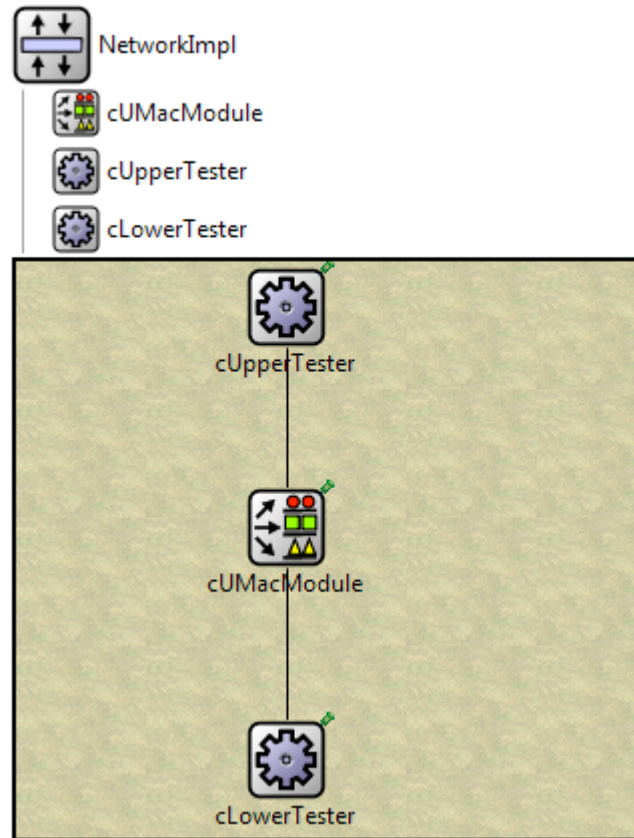 NetworkImpl
cUMacModule
cUpperTester
cLowerTester
cUpperTester
cUMacModule
cLowerTester